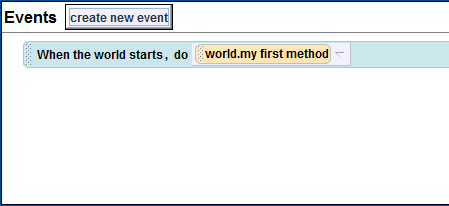 Events create new event
When the world starts, do world.my first method